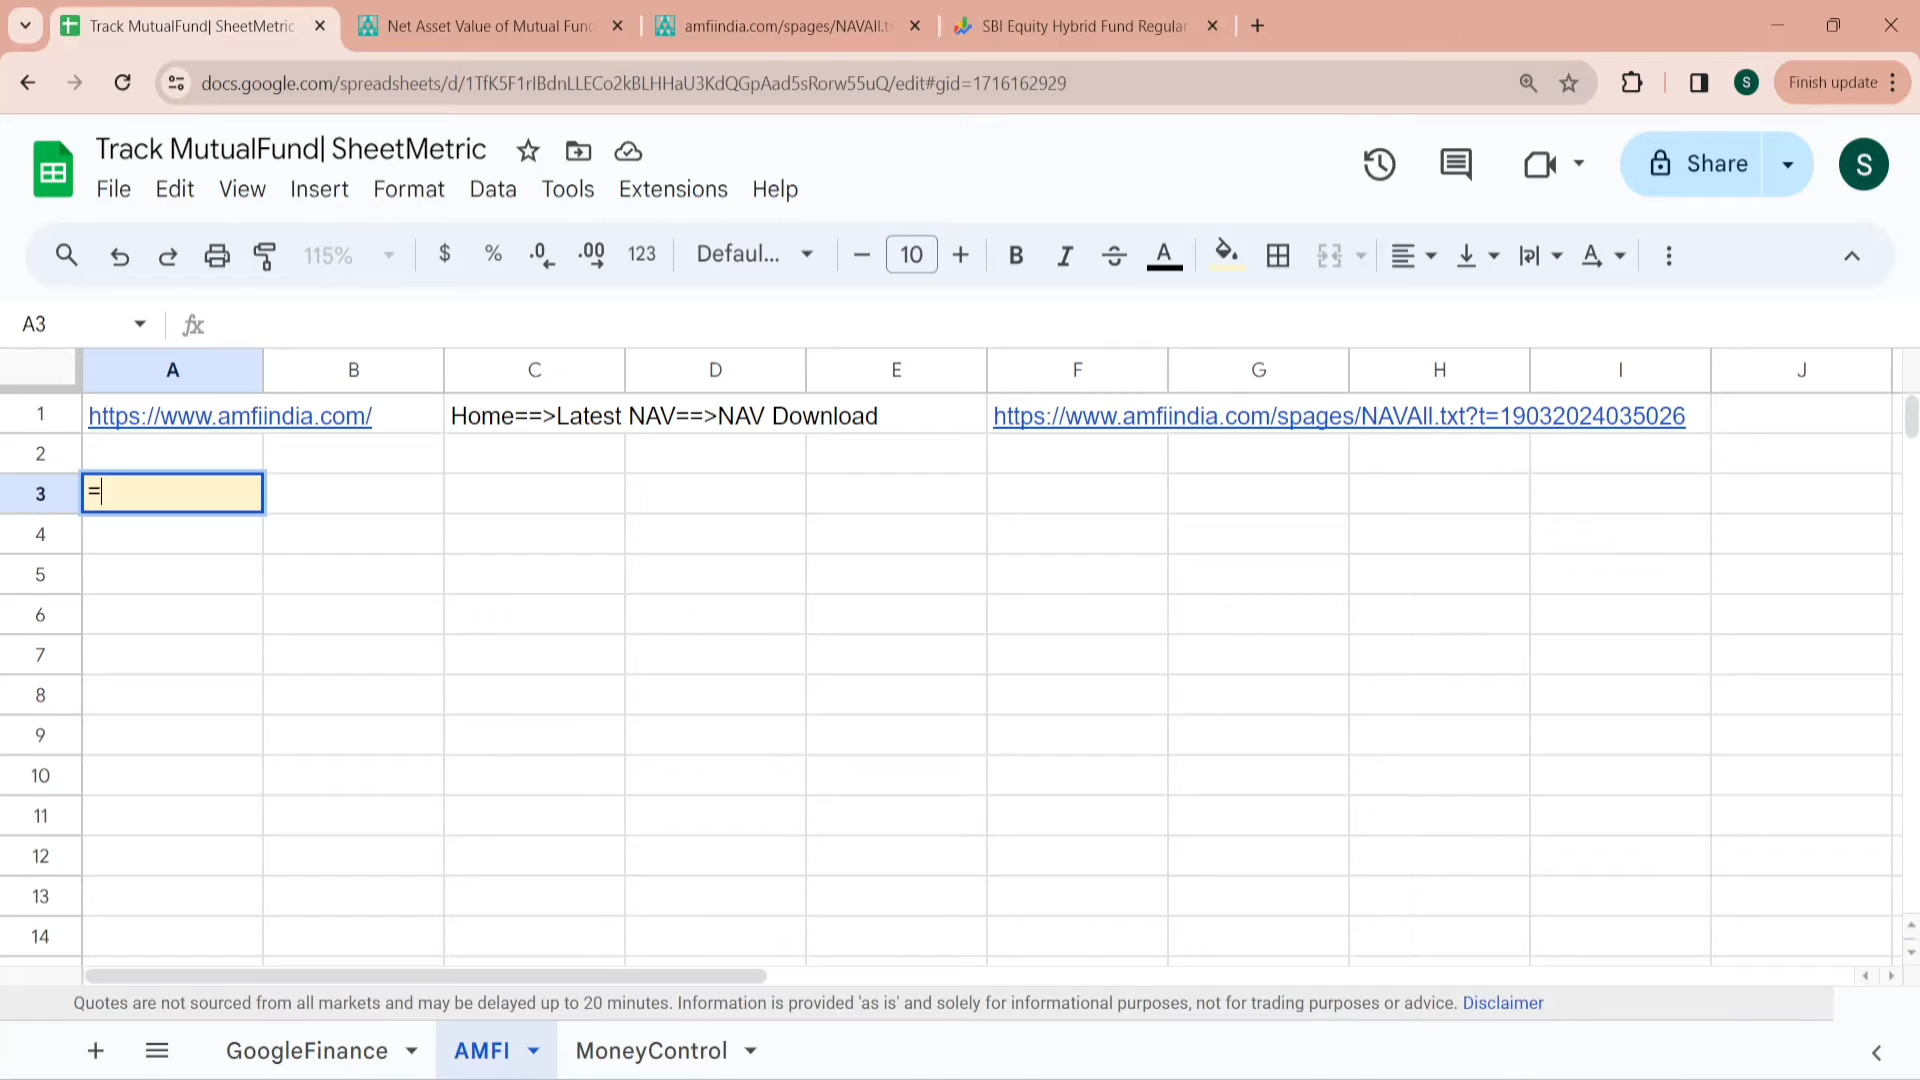 Track MutualFund| SheetMetric
Net Asset Value of Mutual Fund
amfiindia.com/spages/NAVAll.t
SBI Equity Hybrid Fund Regular
docs.google.com/spreadsheets/d/1TfK5F1rIBdnLLECo2kBLHHaU3KdQGpAad5sRorw55uQ/edit#gid=1716162929
S
Finish update
Track MutualFund| SheetMetric
Share
S
File Edit View Insert Format Data Tools Extensions Help
115% $ % .0 .00 123 Defaul... 10 B I S A
A3 fx
A B C D E F G H I J
1 https://www.amfiindia.com/ Home==>Latest NAV==>NAV Download https://www.amfiindia.com/spages/NAVAll.txt?t=19032024035026
2
3 =
4
5
6
7
8
9
10
11
12
13
14
Quotes are not sourced from all markets and may be delayed up to 20 minutes. Information is provided 'as is' and solely for informational purposes, not for trading purposes or advice. Disclaimer
GoogleFinance AMFI MoneyControl